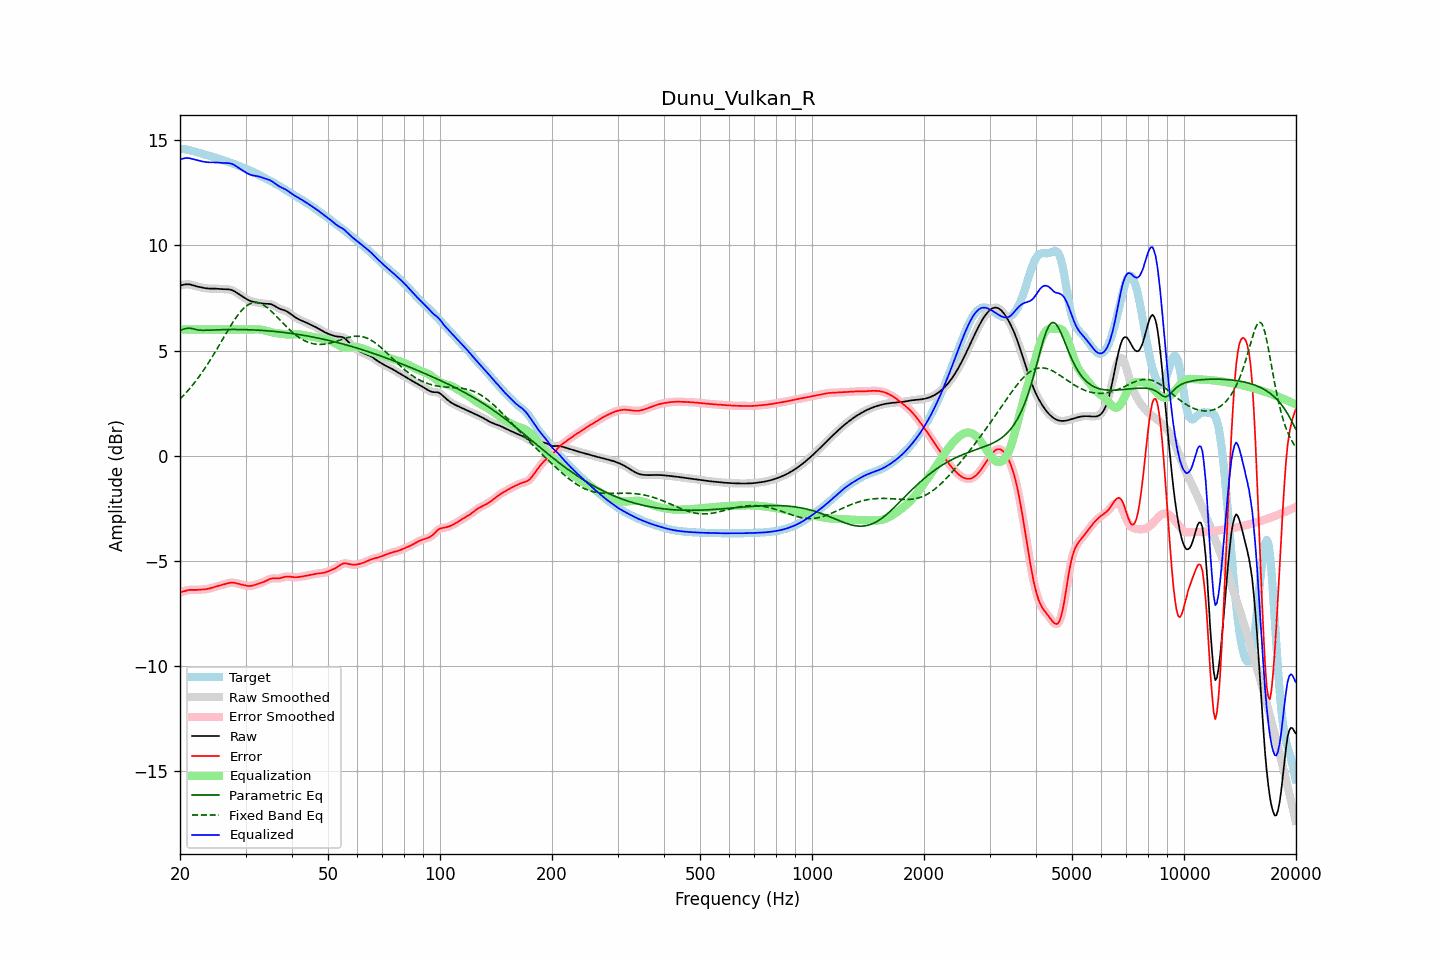 Dunu_Vulkan_R
Amplitude (dBr)
15
10
5
0
−5
−10
−15
Target
Raw Smoothed
Error Smoothed
Raw
Error
Equalization
Parametric Eq
Fixed Band Eq
Equalized
20 50 100 200 500 1000 2000 5000 10000 20000
Frequency (Hz)